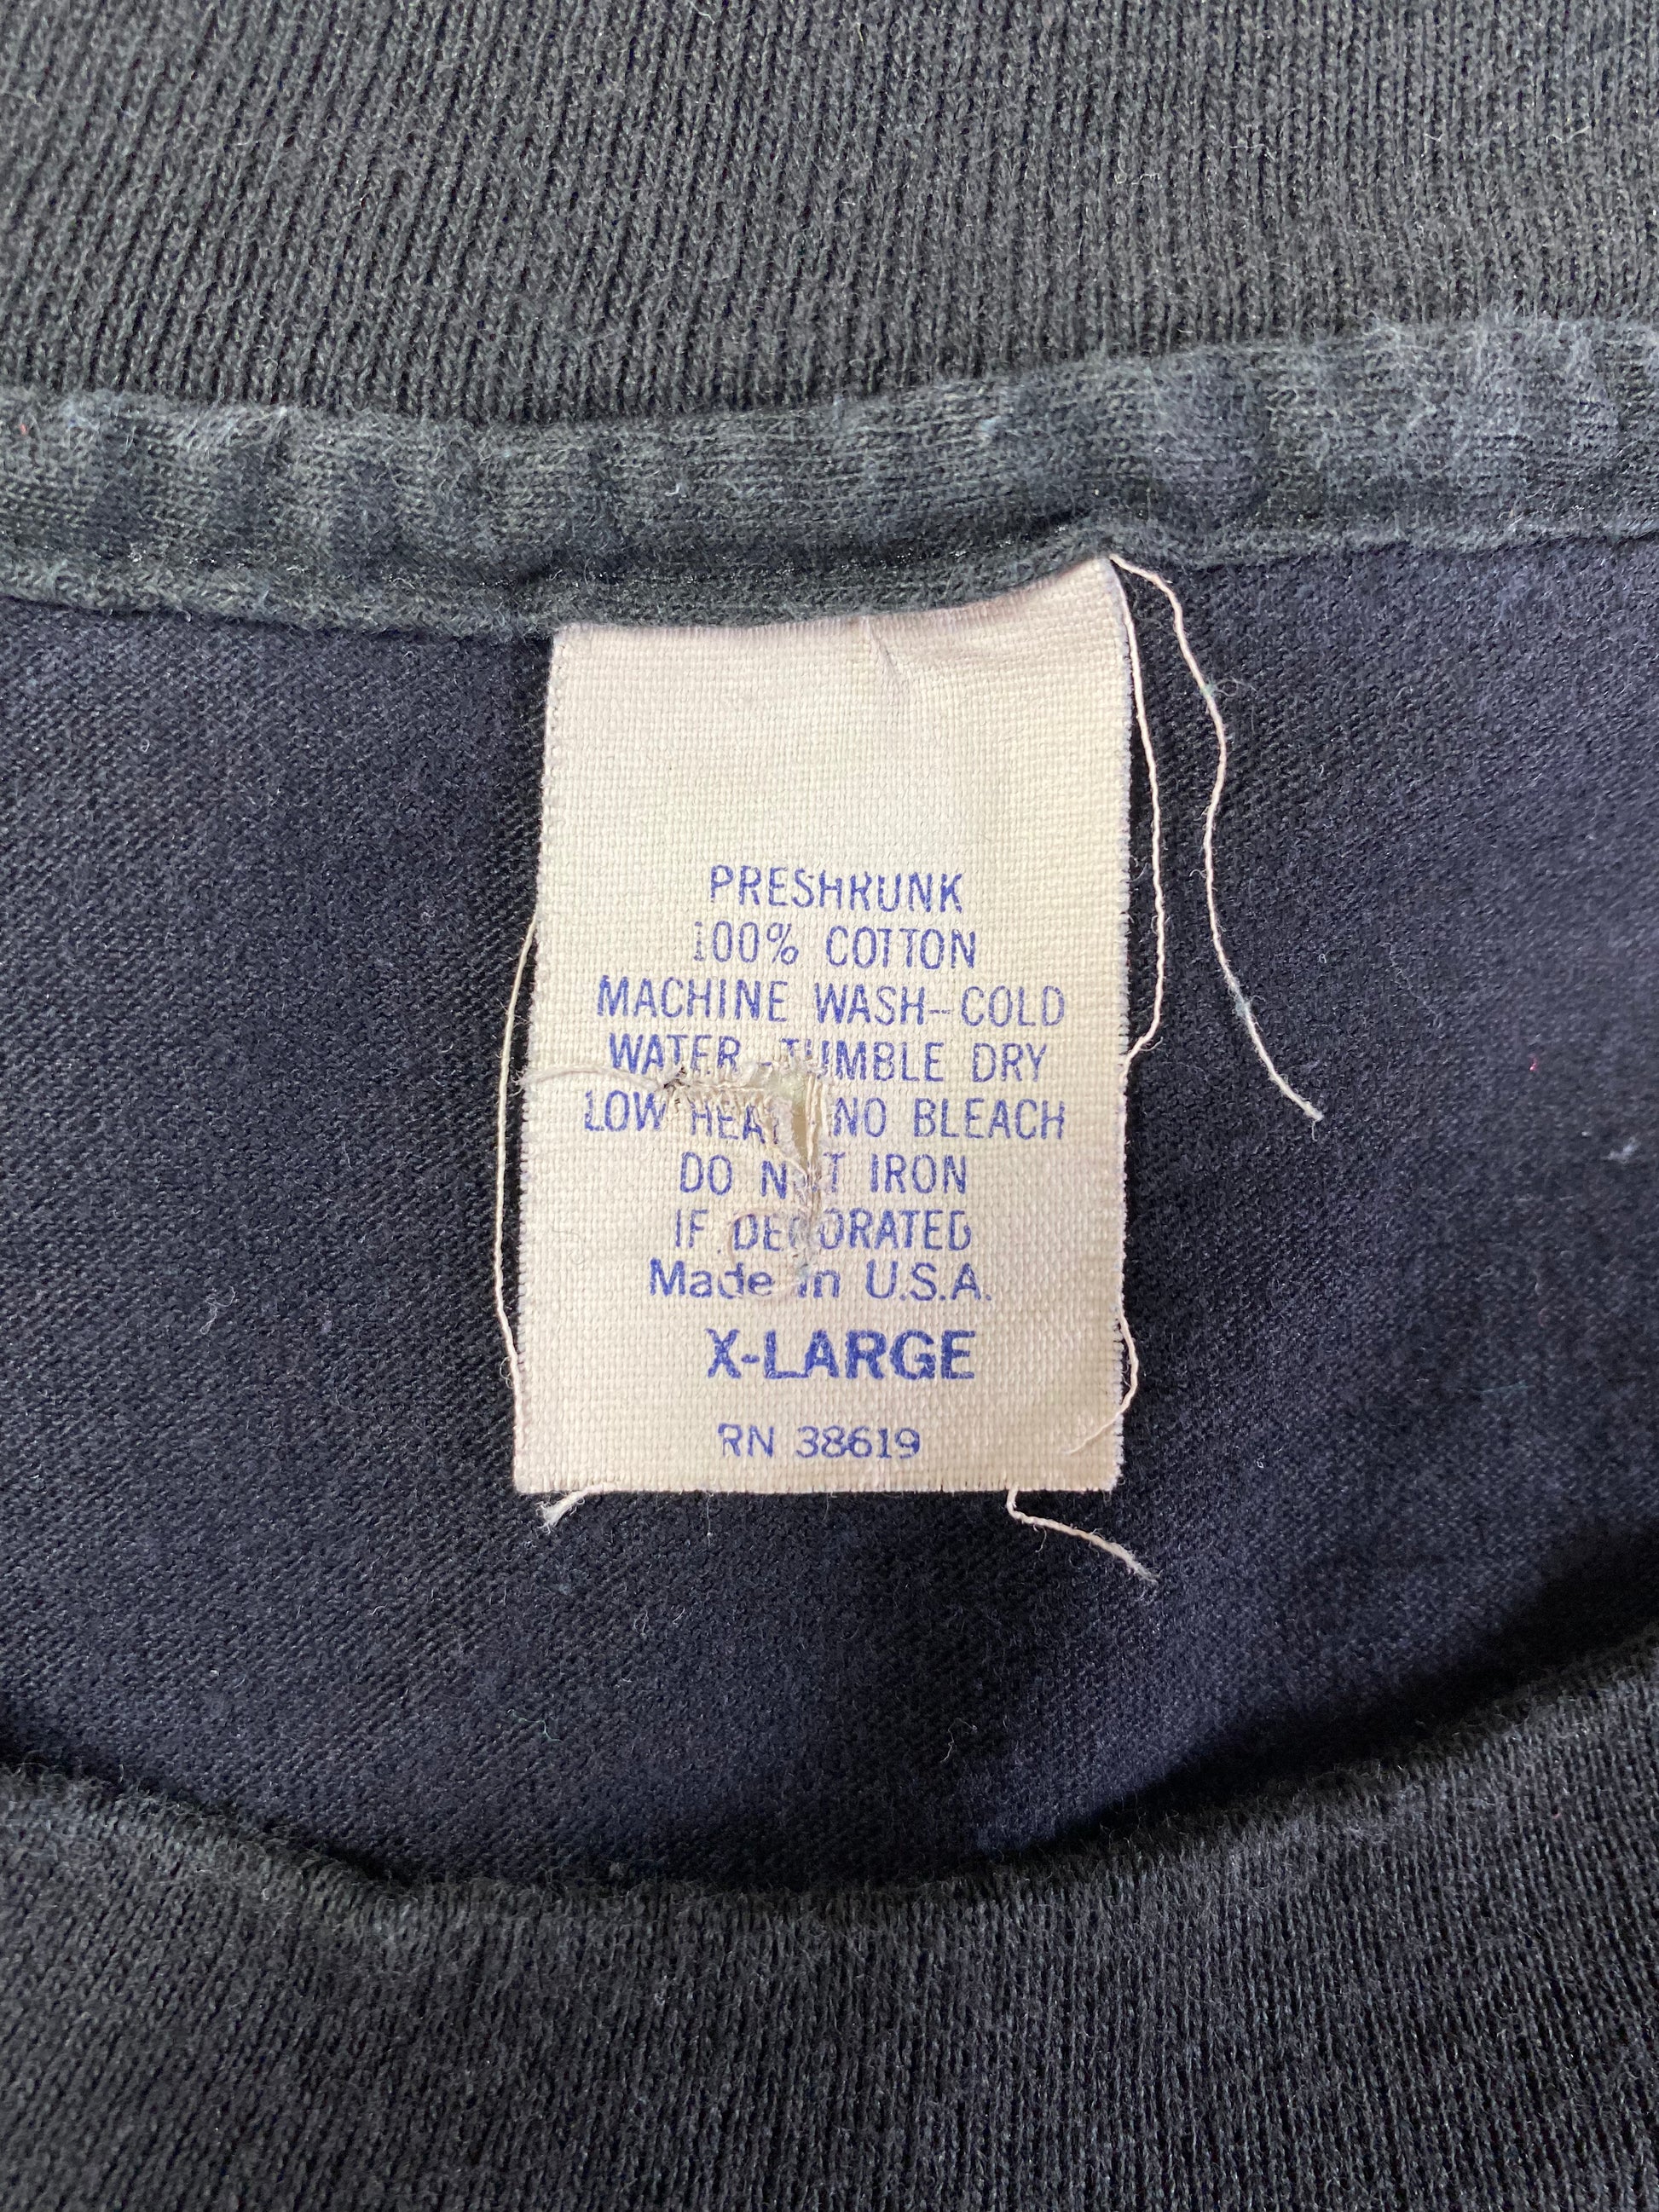 PRESHRUNK
100% COTTON
MACHINE WASH-COLD
WATER-TUMBLE DRY
LOW HEAT NO BLEACH
DO NOT IRON
IF DECORATED
Made in U.S.A.
X-LARGE
RN 38619